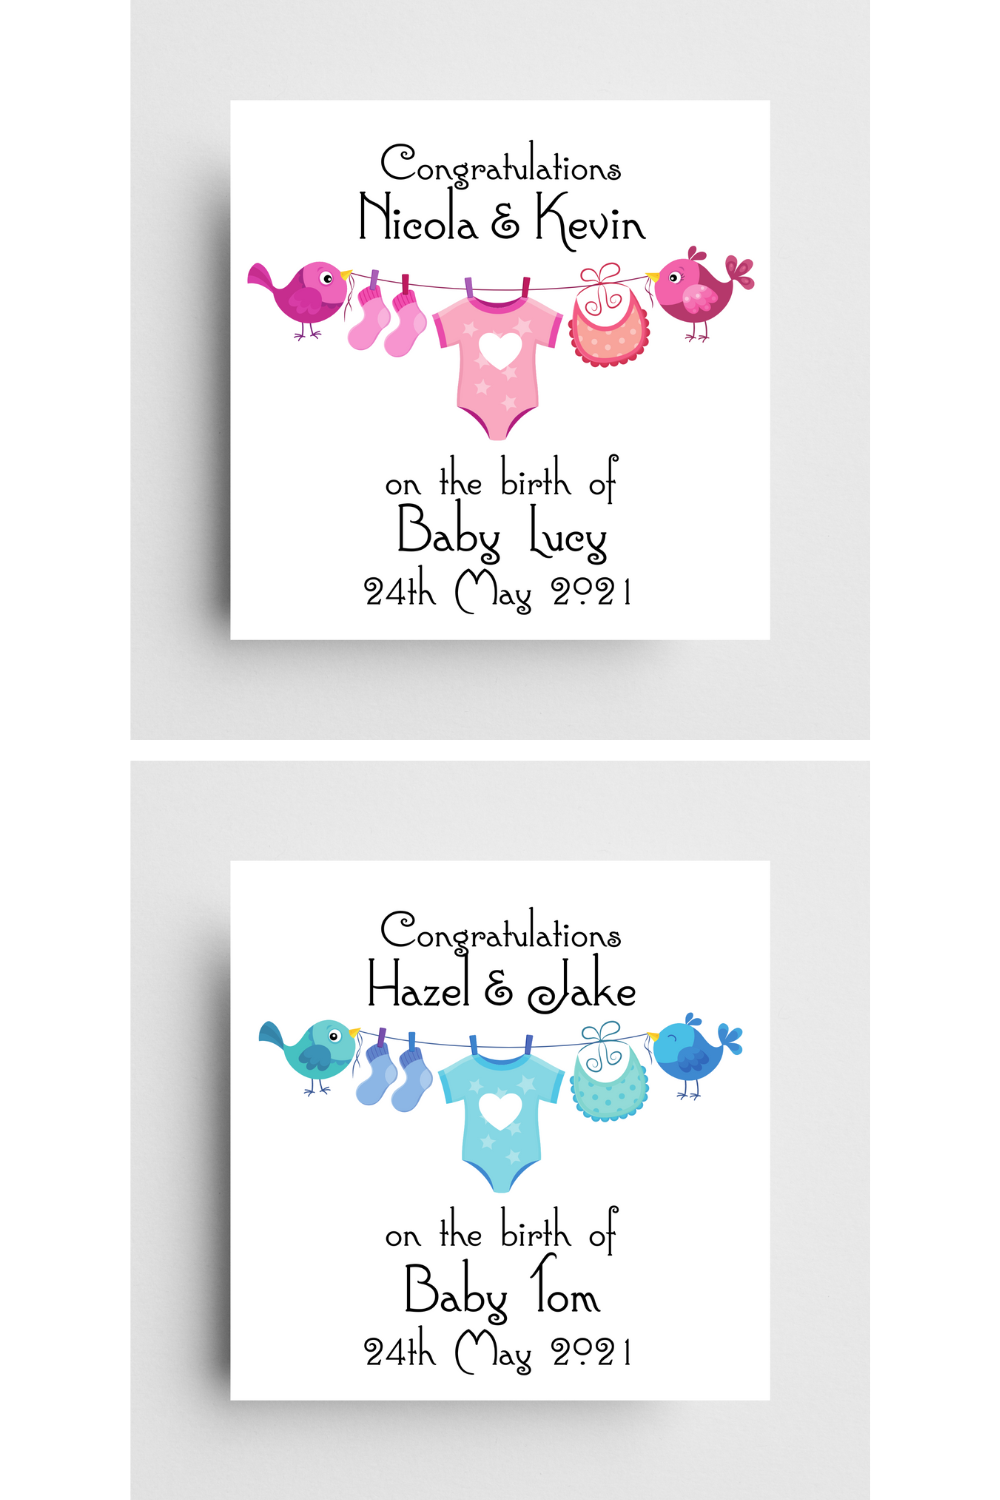 Congratulations
Nicola & Kevin
on the birth of
Baby Lucy
24th May 2021
Congratulations
Hazel & Jake
on the birth of
Baby Tom
24th May 2021